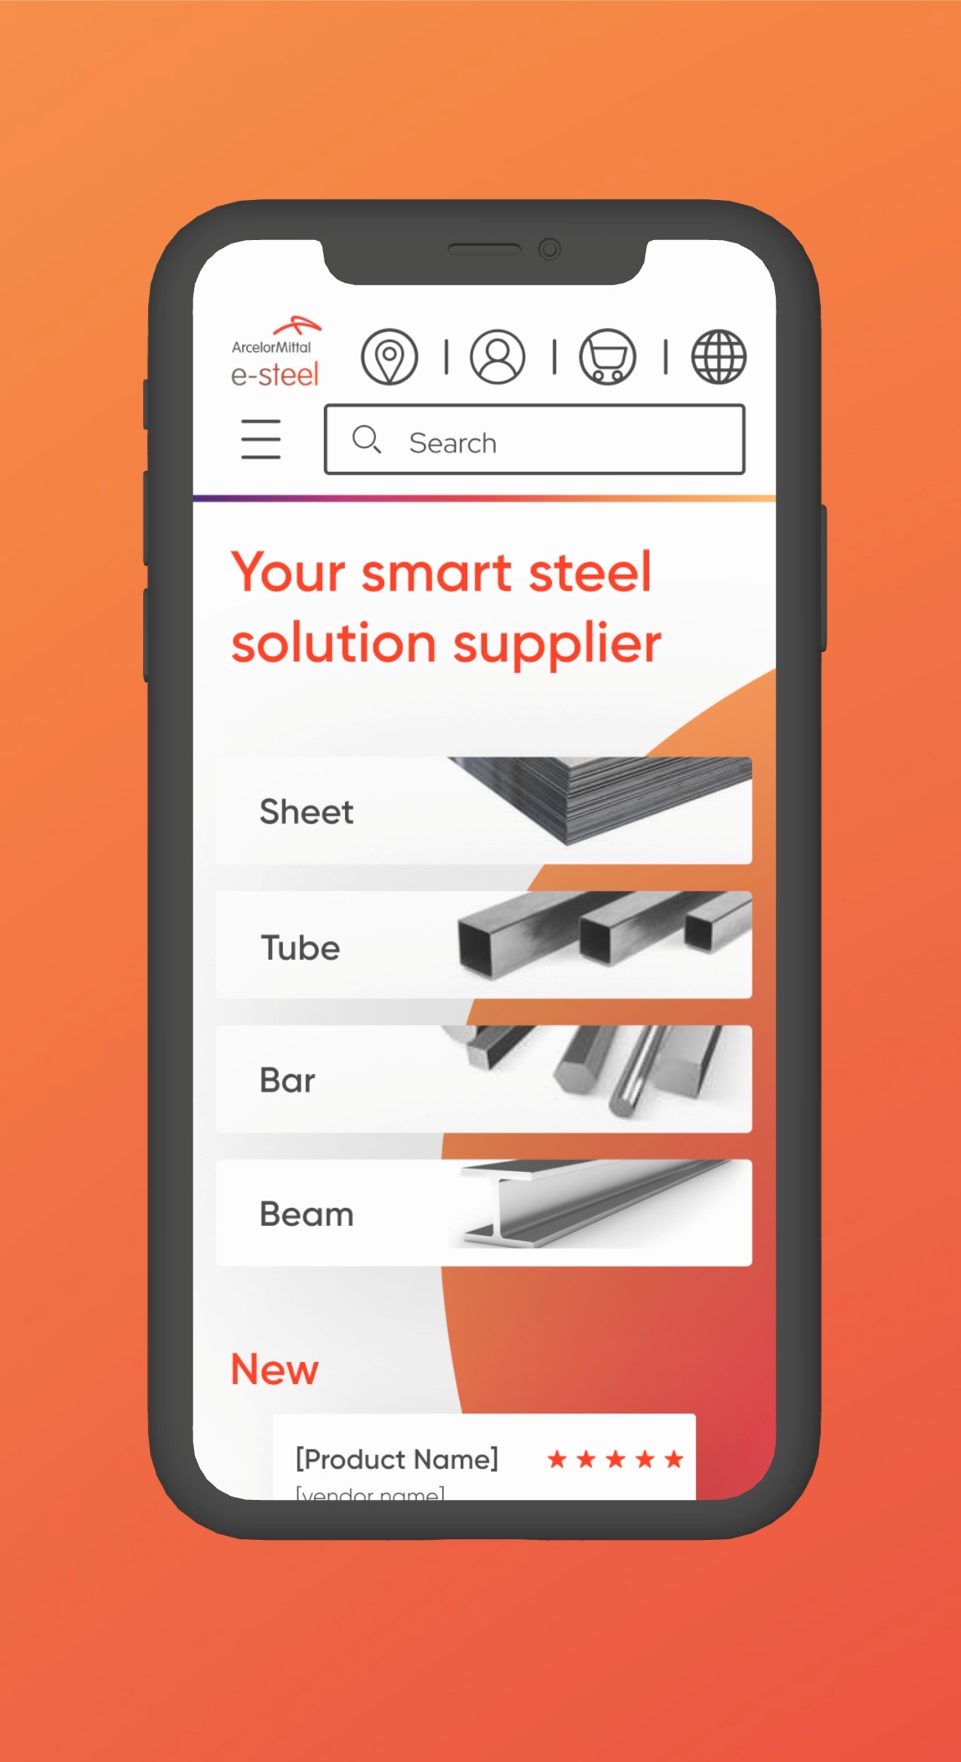 ArcelorMittal
e-steel
Search
Your smart steel
solution supplier
Sheet
Tube
Bar
Beam
New
[Product Name]
[vendor name]